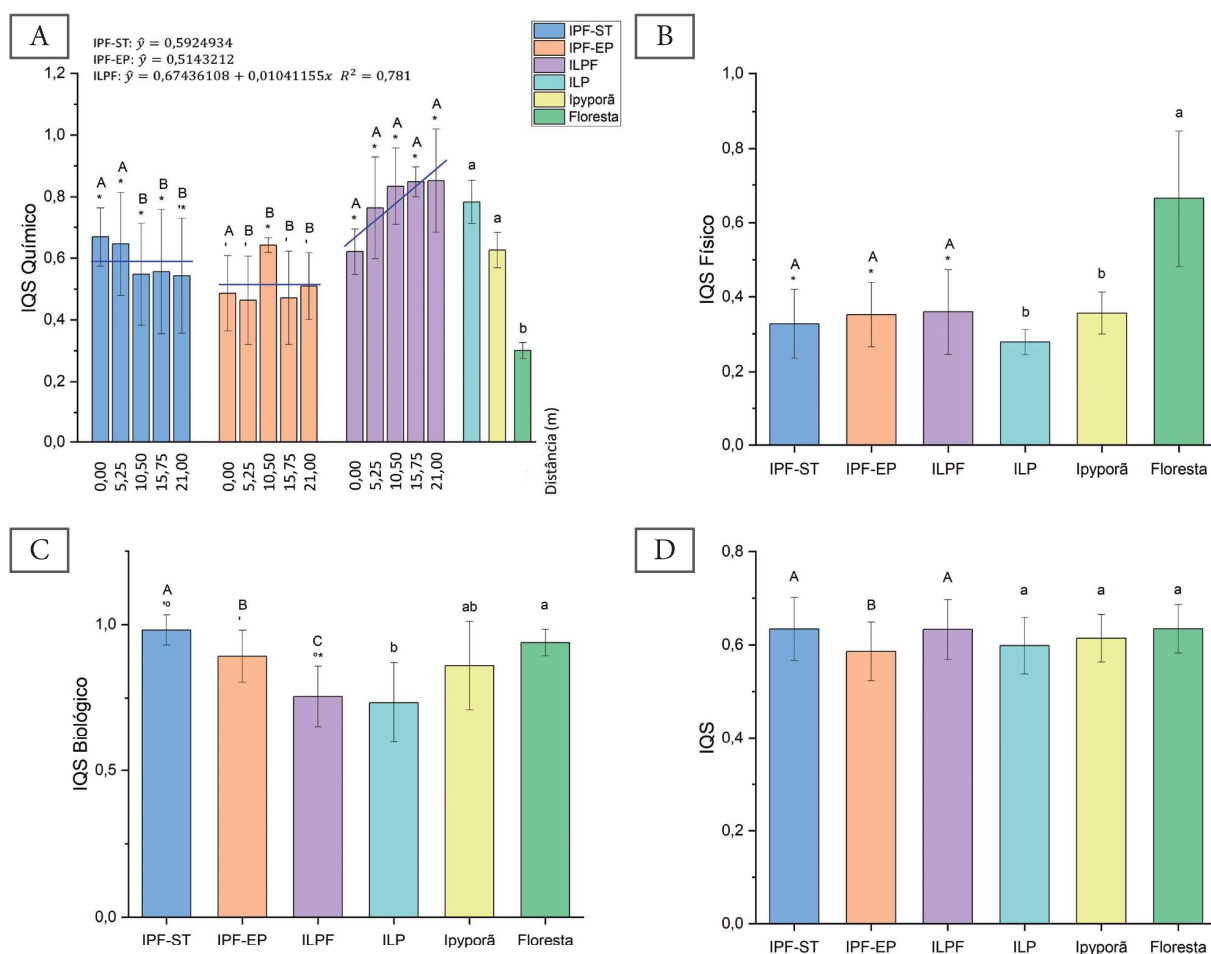 A
IPF-ST: ŷ = 0,5924934
IPF-EP: ŷ = 0,5143212
ILPF: ŷ = 0,67436108 + 0,01041155x R² = 0,781
IPF-ST
IPF-EP
ILPF
ILP
Ipyporã
Floresta
IQS Químico
1,2
1,0
0,8
0,6
0,4
0,2
0,0
A A B B B
* * * * '*
A B B B B
' ' * ' '
A A A A A
* * * * *
a a b
0,00 5,25 10,50 15,75 21,00
0,00 5,25 10,50 15,75 21,00
0,00 5,25 10,50 15,75 21,00
Distância (m)
B
IQS Físico
1,0
0,8
0,6
0,4
0,2
0,0
A A A b b a
* * *
IPF-ST IPF-EP ILPF ILP Ipyporã Floresta
C
IQS Biológico
1,0
0,5
0,0
A B C b ab a
'° ' °*
IPF-ST IPF-EP ILPF ILP Ipyporã Floresta
D
IQS
0,8
0,6
0,4
0,2
0,0
A B A a a a
IPF-ST IPF-EP ILPF ILP Ipyporã Floresta